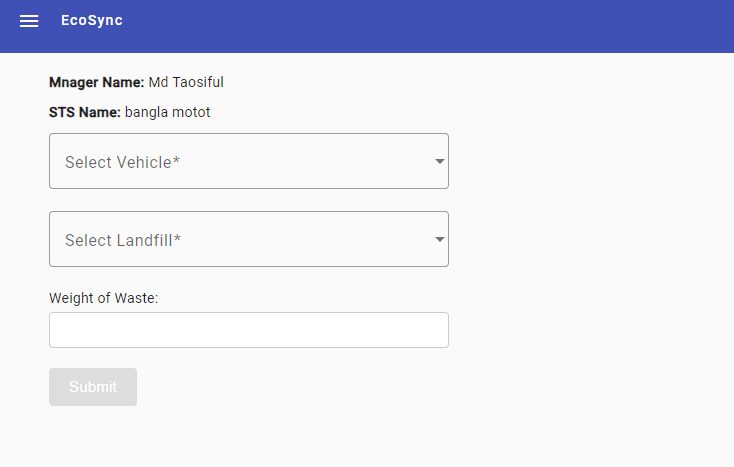 EcoSync
Mnager Name: Md Taosiful
STS Name: bangla motot
Select Vehicle*
Select Landfill*
Weight of Waste:
Submit